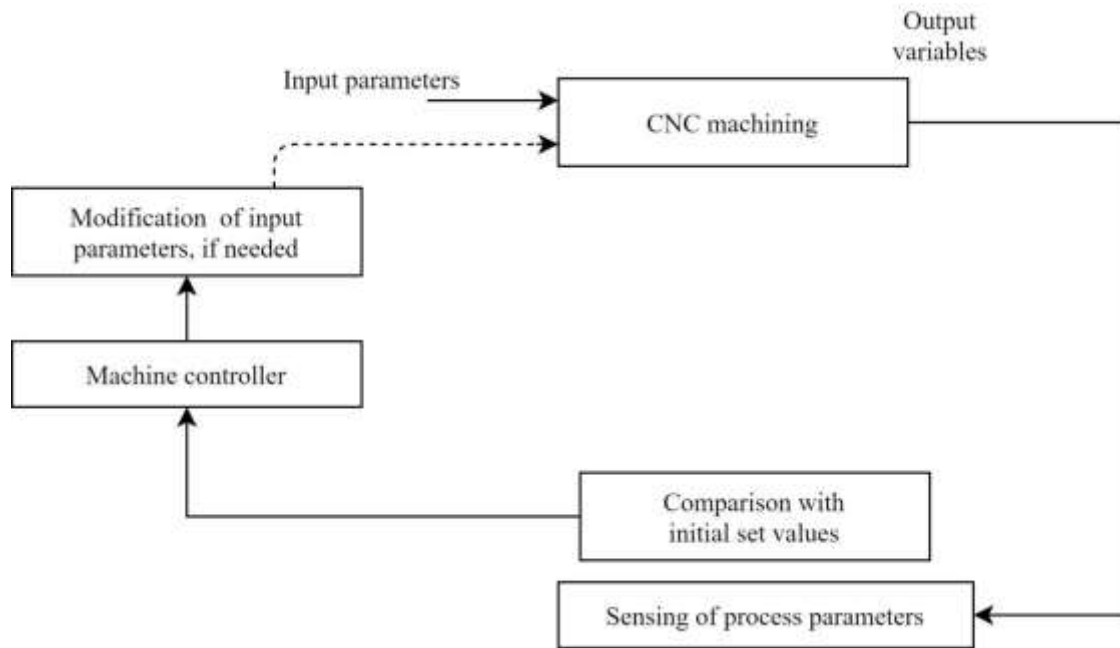 Output
variables
Input parameters
CNC machining
Modification of input
parameters, if needed
Machine controller
Comparison with
initial set values
Sensing of process parameters